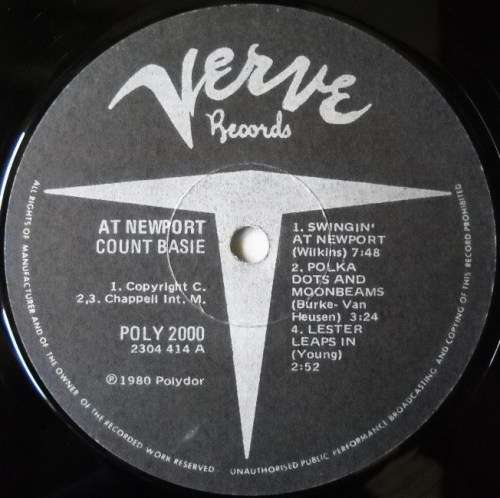 Verve
Records
AT NEWPORT
COUNT BASIE
1. Copyright C.
2,3. Chappell Int. M.
POLY 2000
2304 414 A
℗ 1980 Polydor
1. SWINGIN'
AT NEWPORT
(Wilkins) 7:48
2. POLKA
DOTS AND
MOONBEAMS
(Burke- Van
Heusen) 3:24
4. LESTER
LEAPS IN
(Young)
2:52
ALL RIGHTS OF MANUFACTURER AND OF THE OWNER OF THE RECORDED WORK RESERVED
UNAUTHORISED PUBLIC PERFORMANCE BROADCASTING AND COPYING OF THIS RECORD PROHIBITED